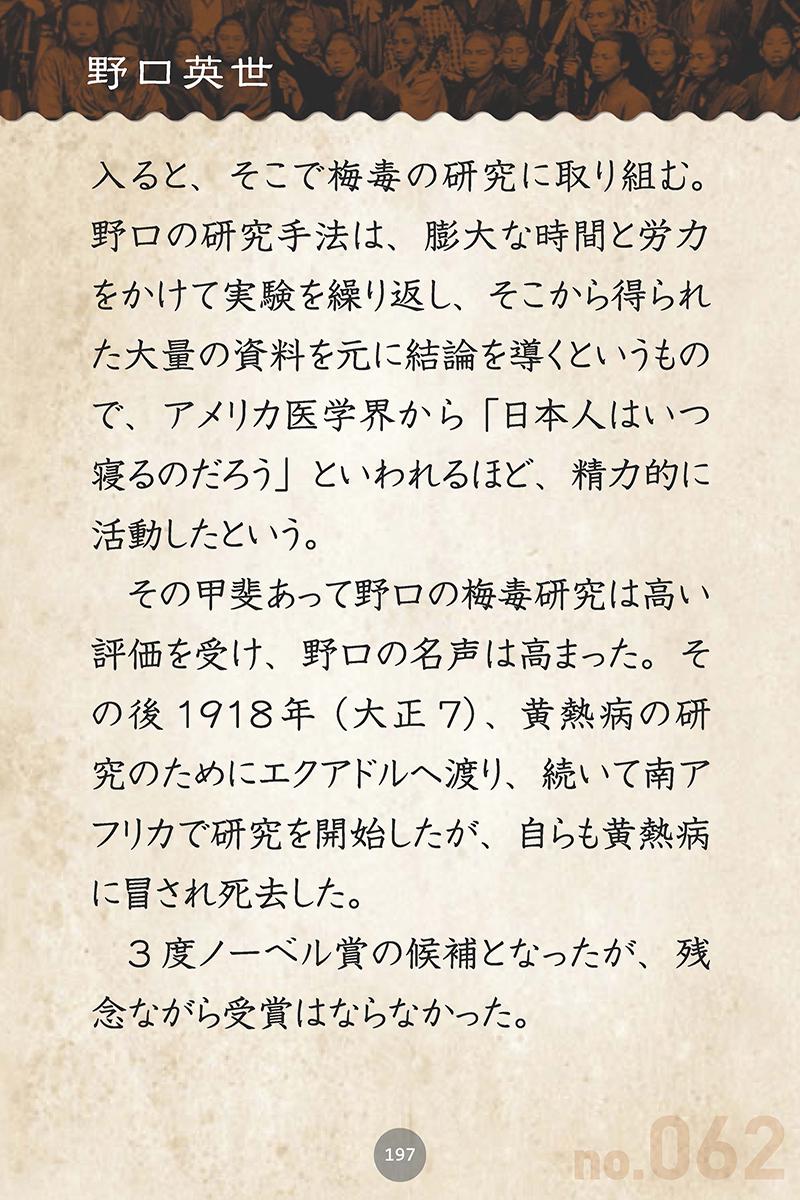 野口英世
入ると、そこで梅毒の研究に取り組む。
野口の研究手法は、膨大な時間と労力
をかけて実験を繰り返し、そこから得られ
た大量の資料を元に結論を導くというもの
で、アメリカ医学界から「日本人はいつ
寝るのだろう」といわれるほど、精力的に
活動したという。
その甲斐あって野口の梅毒研究は高い
評価を受け、野口の名声は高まった。そ
の後1918年（大正7）、黄熱病の研
究のためにエクアドルへ渡り、続いて南ア
フリカで研究を開始したが、自らも黄熱病
に冒され死去した。
3度ノーベル賞の候補となったが、残
念ながら受賞はならなかった。
197
no.062